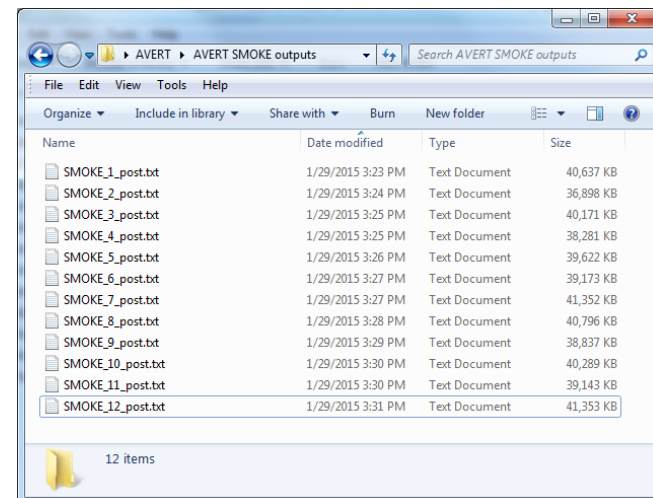 AVERT ▸ AVERT SMOKE outputs Search AVERT SMOKE outputs
File Edit View Tools Help
Organize Include in library Share with Burn New folder
Name Date modified Type Size
SMOKE_1_post.txt 1/29/2015 3:23 PM Text Document 40,637 KB
SMOKE_2_post.txt 1/29/2015 3:24 PM Text Document 36,898 KB
SMOKE_3_post.txt 1/29/2015 3:25 PM Text Document 40,171 KB
SMOKE_4_post.txt 1/29/2015 3:25 PM Text Document 38,281 KB
SMOKE_5_post.txt 1/29/2015 3:26 PM Text Document 39,622 KB
SMOKE_6_post.txt 1/29/2015 3:27 PM Text Document 39,173 KB
SMOKE_7_post.txt 1/29/2015 3:27 PM Text Document 41,352 KB
SMOKE_8_post.txt 1/29/2015 3:28 PM Text Document 40,796 KB
SMOKE_9_post.txt 1/29/2015 3:29 PM Text Document 38,837 KB
SMOKE_10_post.txt 1/29/2015 3:30 PM Text Document 40,289 KB
SMOKE_11_post.txt 1/29/2015 3:30 PM Text Document 39,143 KB
SMOKE_12_post.txt 1/29/2015 3:31 PM Text Document 41,353 KB
12 items